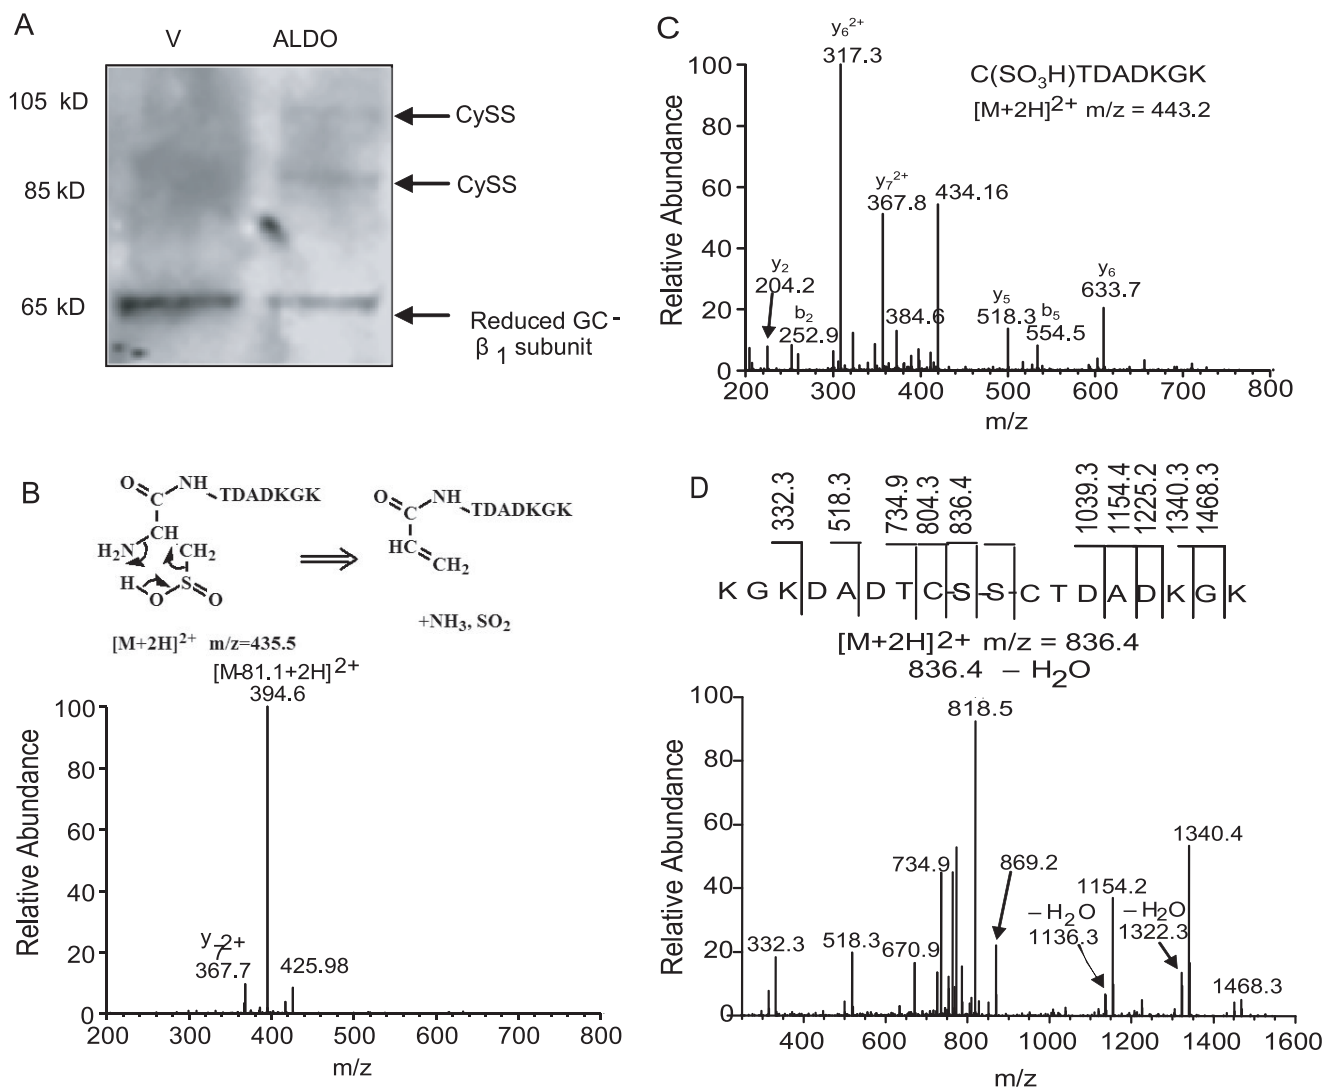 A
V ALDO
105 kD
CySS
85 kD
CySS
65 kD
Reduced GC-
β 1 subunit
B
O NH TDADKGK
C
CH
H₂N CH₂
H S
O O
[M+2H]2+ m/z=435.5
O NH TDADKGK
C
HC
CH₂
+NH₃, SO₂
[M-81.1+2H]2+
394.6
100
80
60
40
20
0
y 7 2+
367.7
425.98
200 300 400 500 600 700 800
Relative Abundance
m/z
C
y₆2+
317.3
C(SO₃H)TDADKGK
[M+2H]2+ m/z = 443.2
100
80
60
40
20
0
y₇2+
367.8
434.16
y₂
204.2
b₂
252.9
384.6
y₅
518.3
b₅
554.5
y₆
633.7
200 300 400 500 600 700 800
Relative Abundance
m/z
D
332.3 518.3 734.9 804.3 836.4 1039.3 1154.4 1225.2 1340.3 1468.3
K G K D A D T C-S-S-C T D A D K G K
[M+2H]2+ m/z = 836.4
836.4 – H₂O
100
80
60
40
20
0
818.5
1340.4
734.9
869.2
1154.2
– H₂O
1136.3
– H₂O
1322.3
332.3
518.3
670.9
1468.3
400 600 800 1000 1200 1400 1600
Relative Abundance
m/z